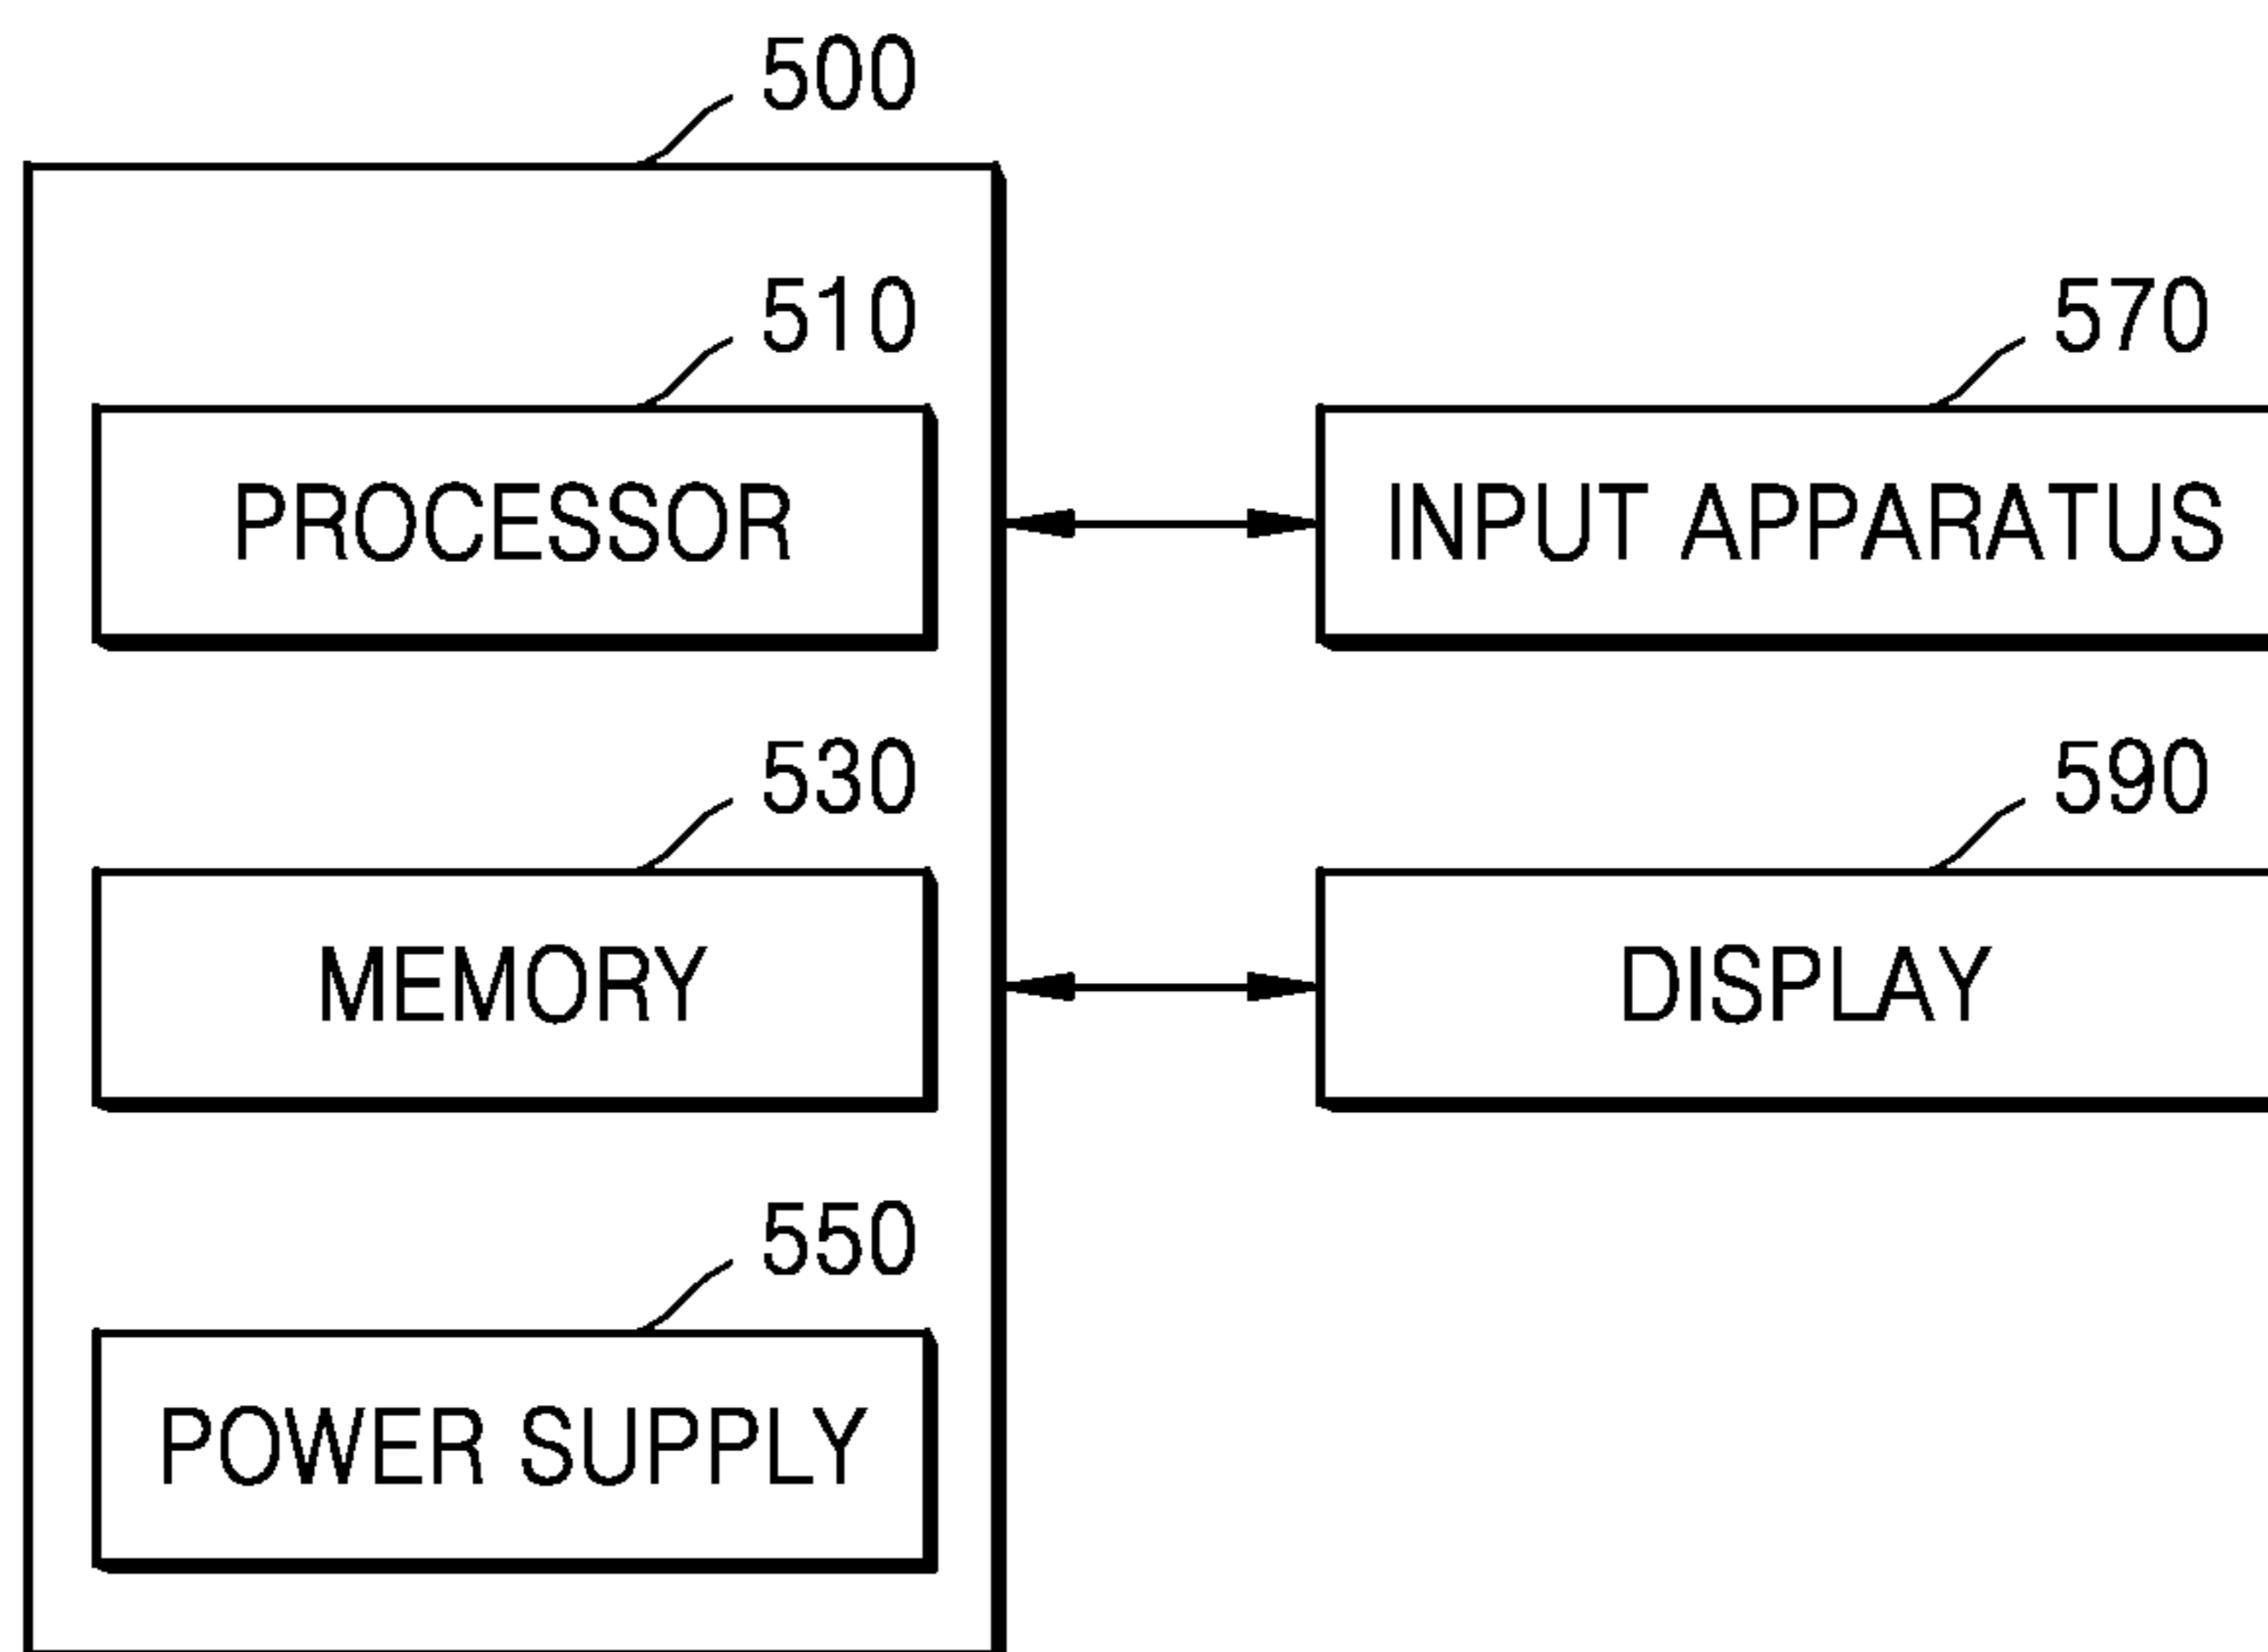 500
510
PROCESSOR
570
INPUT APPARATUS
530
MEMORY
590
DISPLAY
550
POWER SUPPLY